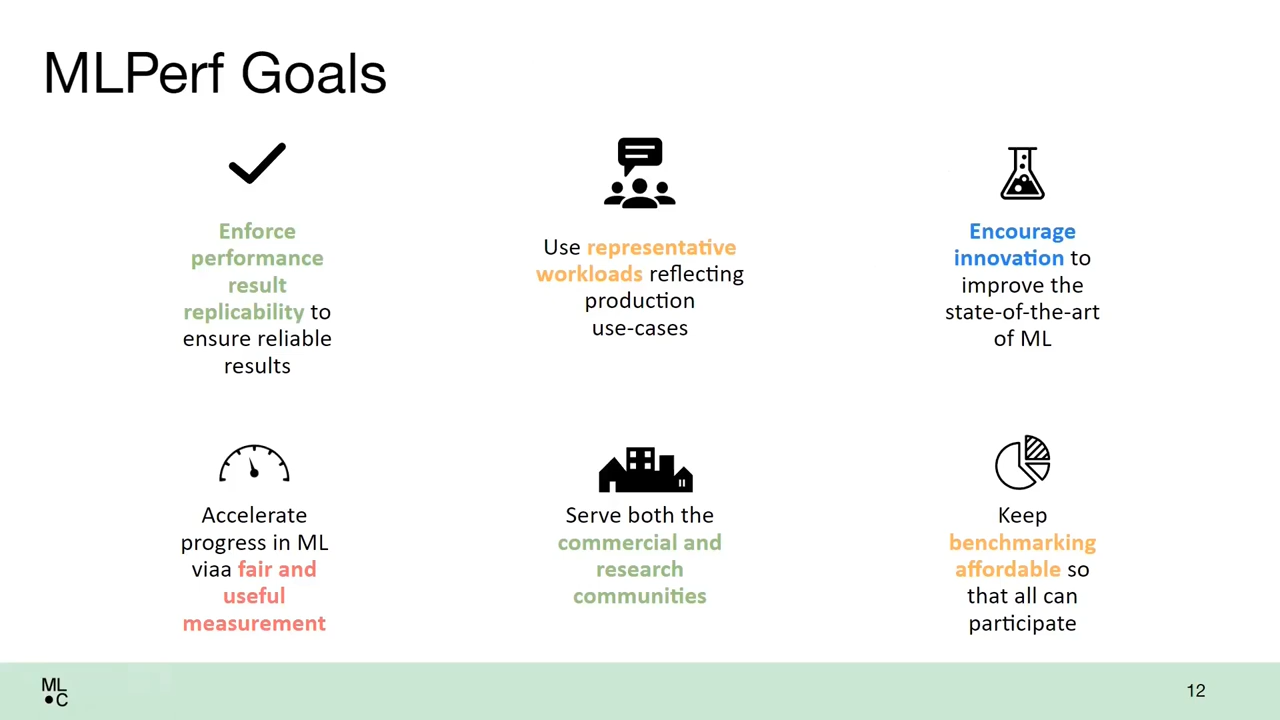 MLPerf Goals
Enforce
performance
result
replicability to
ensure reliable
results
Use representative
workloads reflecting
production
use-cases
Encourage
innovation to
improve the
state-of-the-art
of ML
Accelerate
progress in ML
viaa fair and
useful
measurement
Serve both the
commercial and
research
communities
Keep
benchmarking
affordable so
that all can
participate
ML
C
12